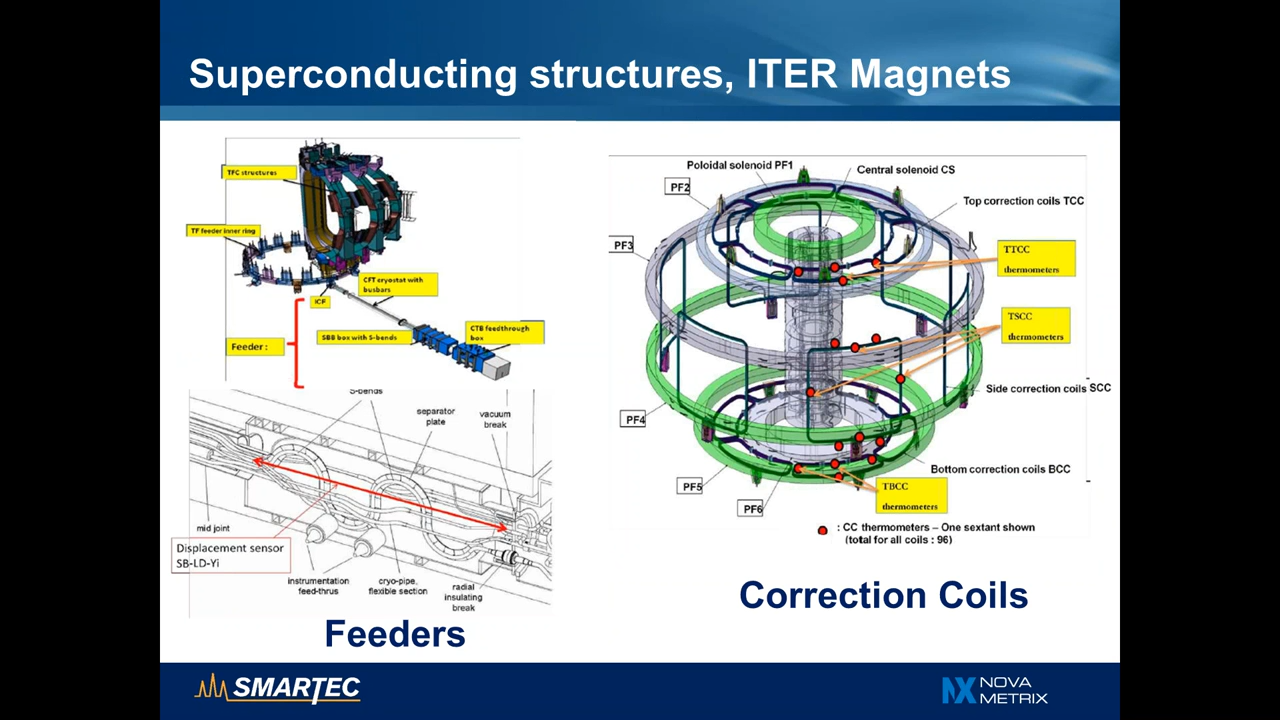 Superconducting structures, ITER Magnets
TFC structures
TF feeder inner ring
CFT cryostat with
busbars
ICF
SBB box with S-bends
CTB feedthrough
box
Feeder :
S-bends
separator
plate
vacuum
break
mid joint
Displacement sensor
SB-LD-Yi
instrumentation
feed-thrus
cryo-pipe,
flexible section
radial
insulating
break
Feeders
Poloidal solenoid PF1
Central solenoid CS
PF2
Top correction coils TCC
PF3
TTCC
thermometers
TSCC
thermometers
Side correction coils SCC
PF4
Bottom correction coils BCC
PF5
TBCC
thermometers
PF6
: CC thermometers – One sextant shown
(total for all coils : 96)
Correction Coils
SMARTEC
NOVA
METRIX